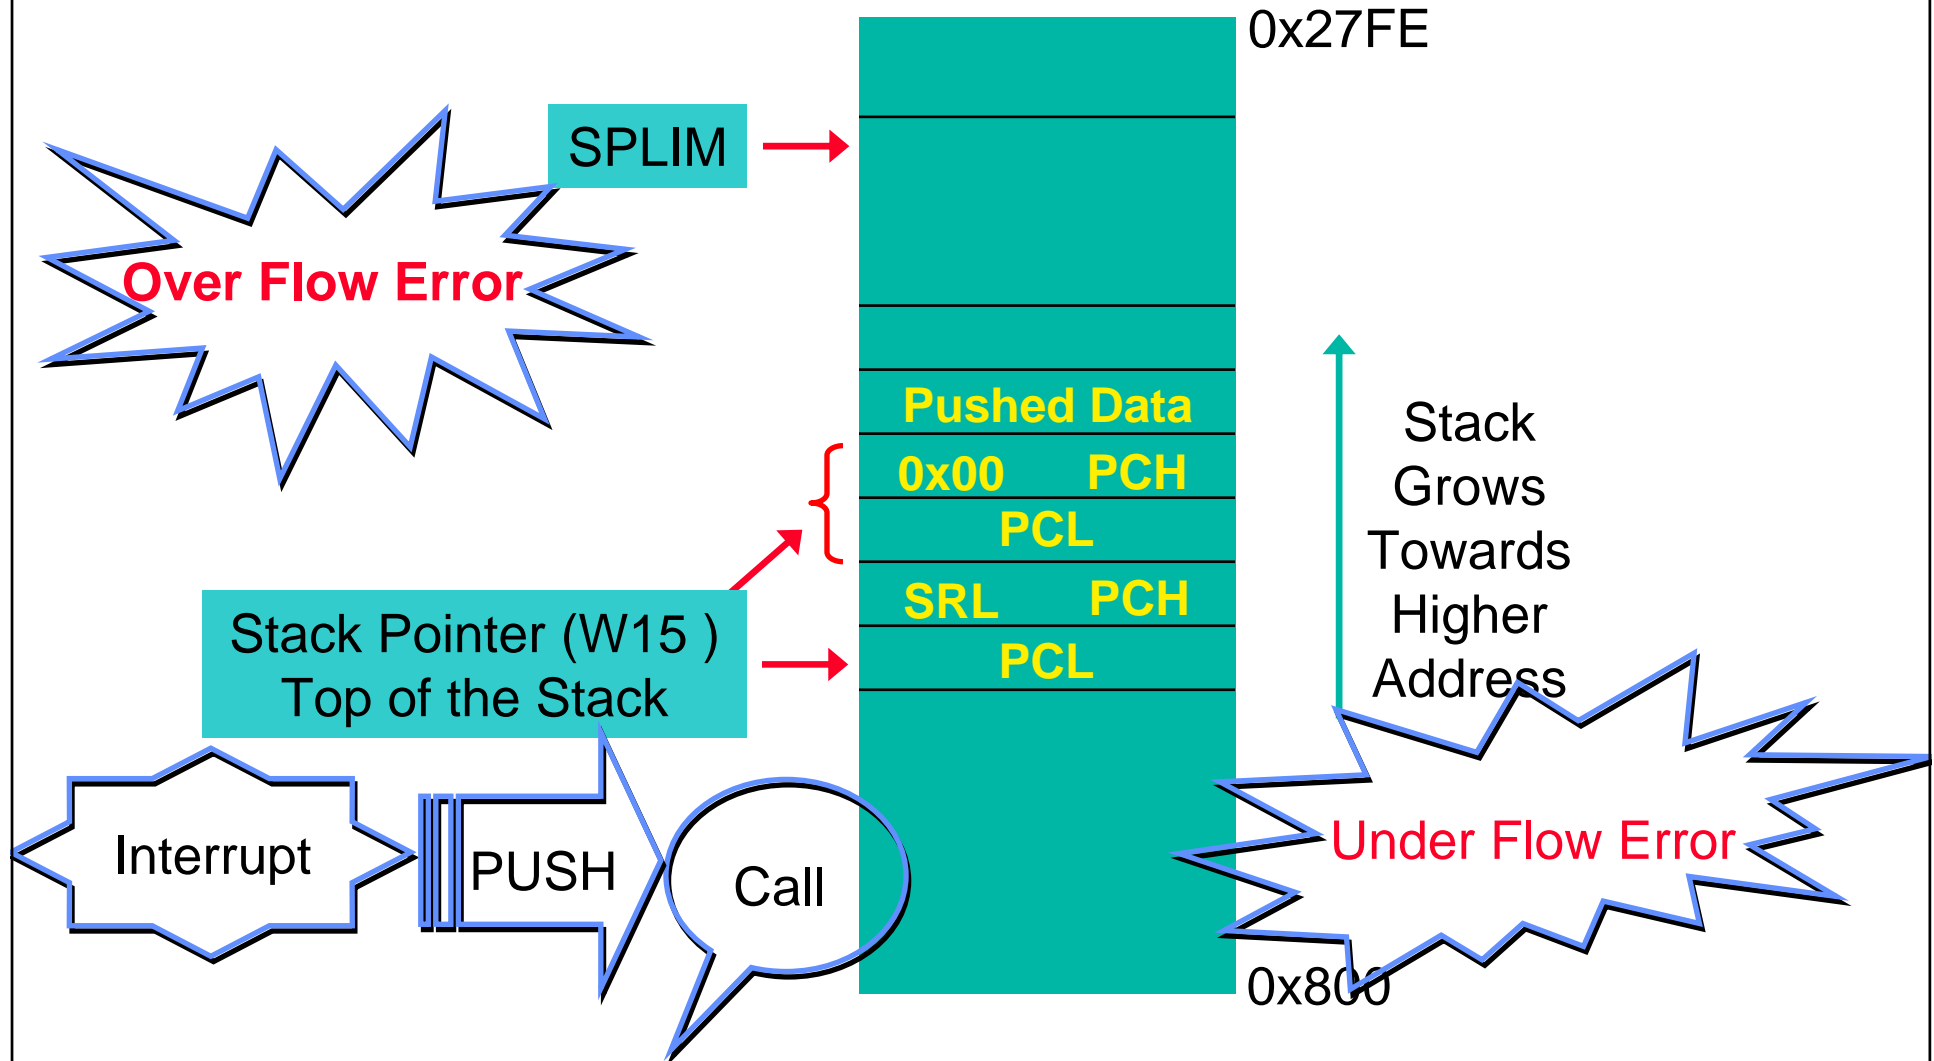 0x27FE
SPLIM
Over Flow Error
Pushed Data
0x00 PCH
PCL
SRL PCH
PCL
Stack
Grows
Towards
Higher
Address
Stack Pointer (W15 )
Top of the Stack
Interrupt
PUSH
Call
Under Flow Error
0x800